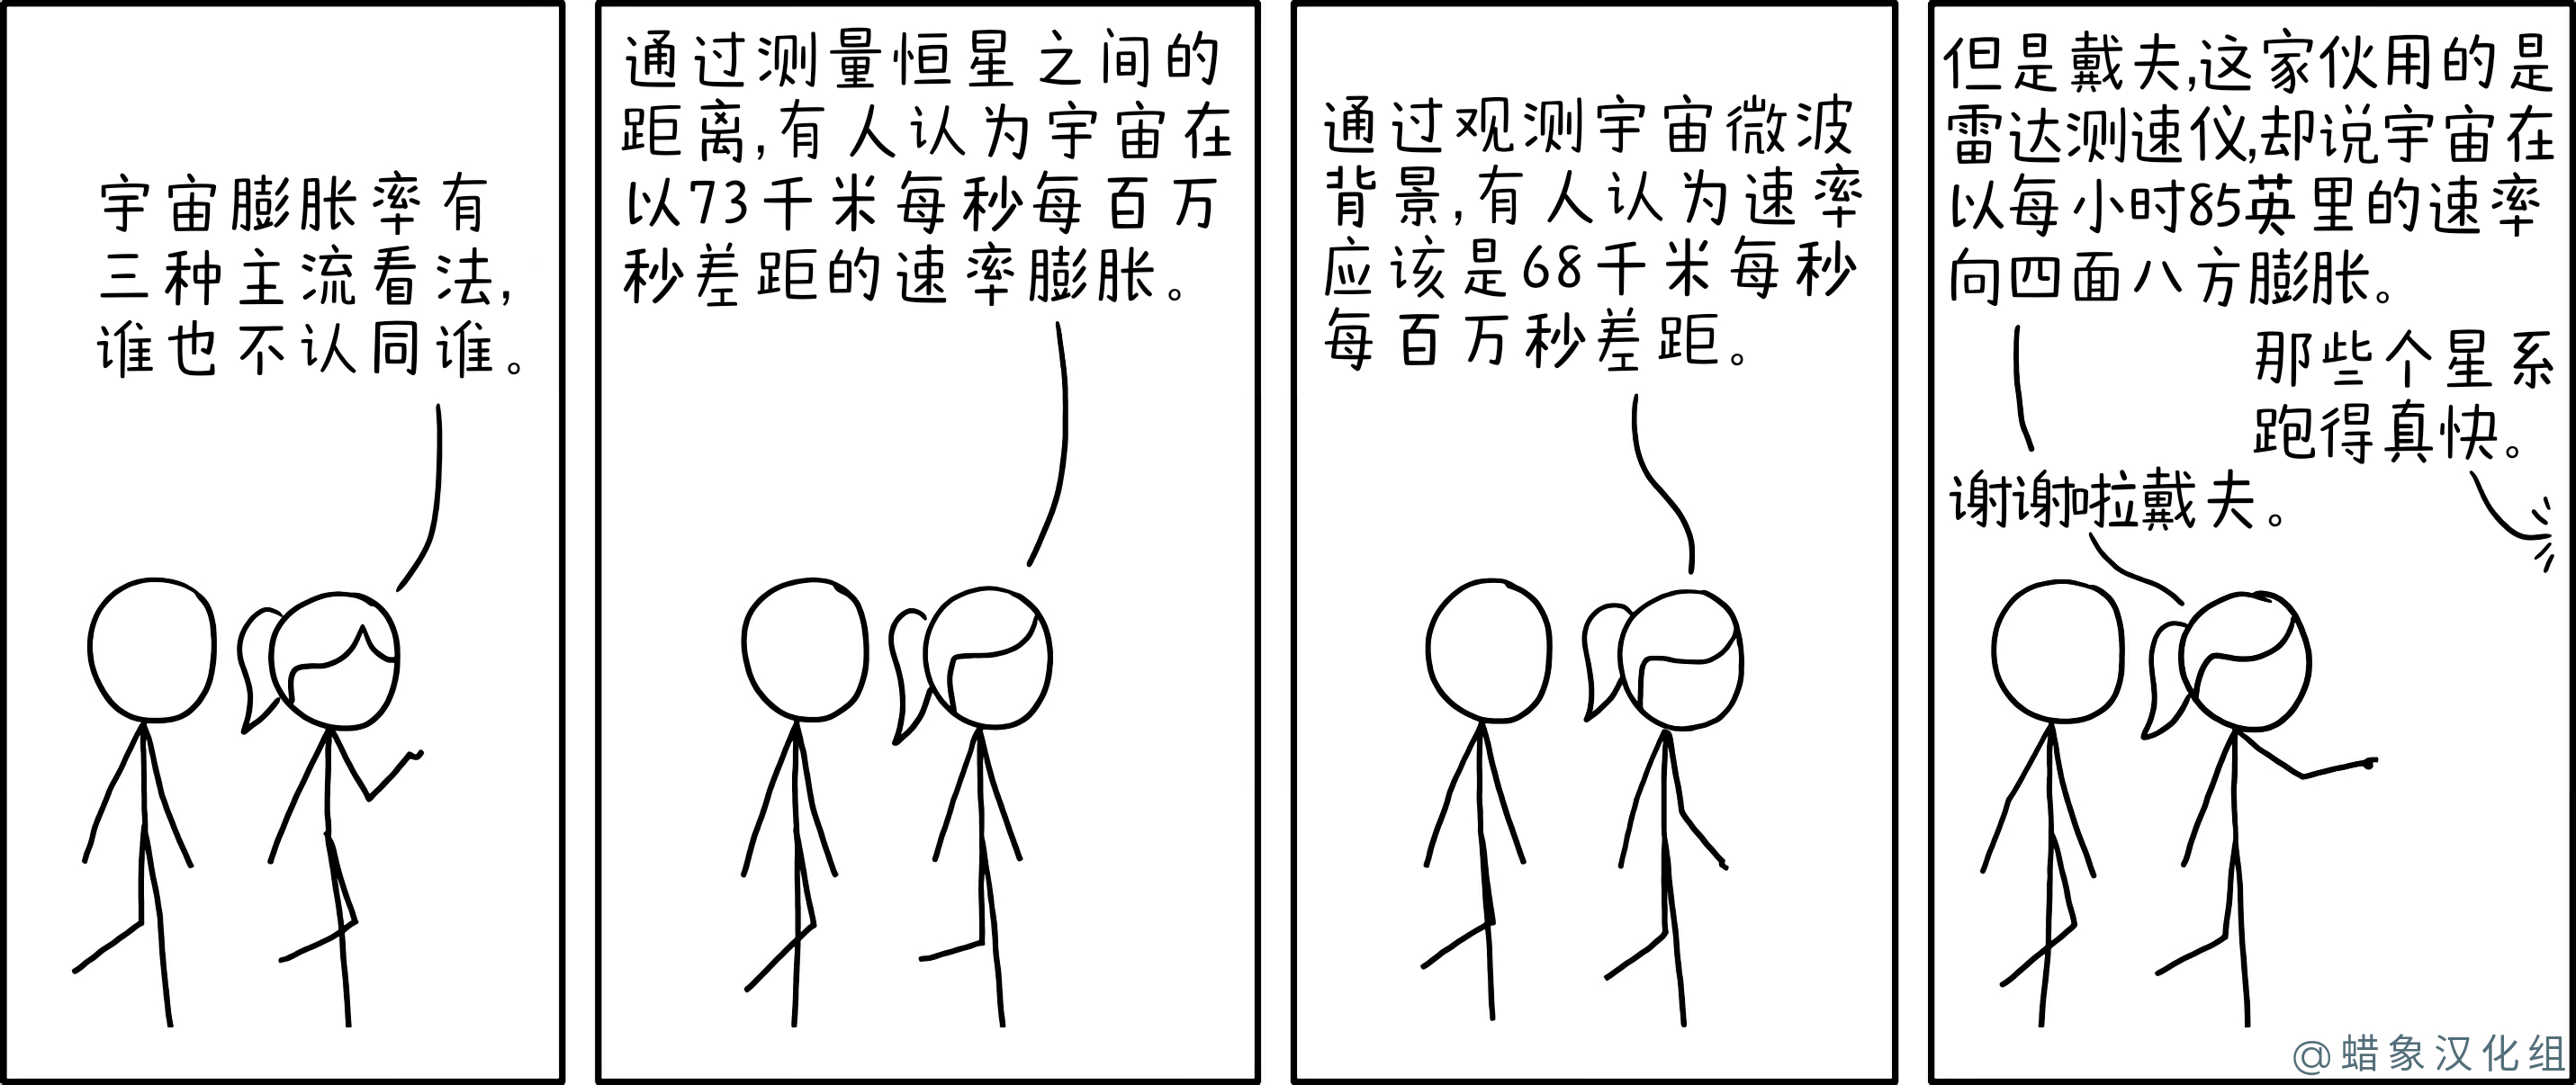 宇宙膨胀率有
三种主流看法,
谁也不认同谁。
通过测量恒星之间的
距离,有人认为宇宙在
以73千米每秒每百万
秒差距的速率膨胀。
通过观测宇宙微波
背景,有人认为速率
应该是68千米每秒
每百万秒差距。
但是戴夫,这家伙用的是
雷达测速仪,却说宇宙在
以每小时85英里的速率
向四面八方膨胀。
那些个星系
跑得真快。
谢谢啦戴夫。
@蜡象汉化组